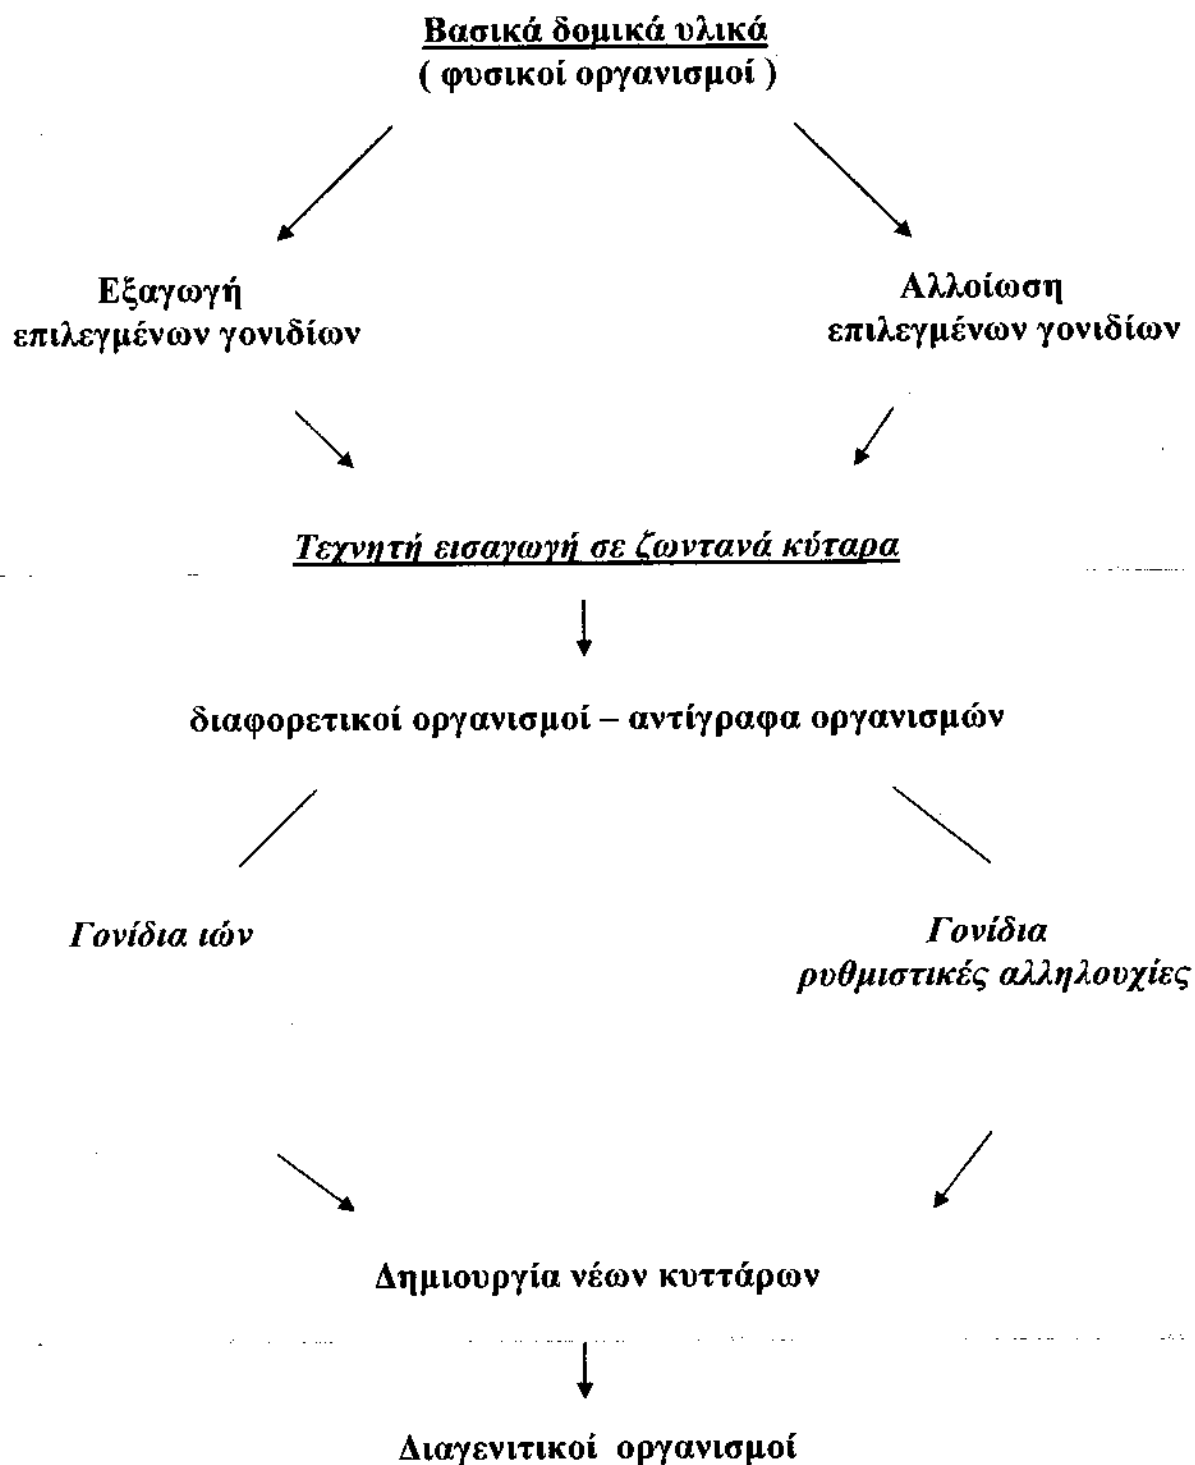 Βασικά δομικά υλικά
( φυσικοί οργανισμοί )
Εξαγωγή
επιλεγμένων γονιδίων
Αλλοίωση
επιλεγμένων γονιδίων
Τεχνητή εισαγωγή σε ζωντανά κύταρα
διαφορετικοί οργανισμοί – αντίγραφα οργανισμών
Γονίδια ιών
Γονίδια
ρυθμιστικές αλληλουχίες
Δημιουργία νέων κυττάρων
Διαγενιτικοί οργανισμοί